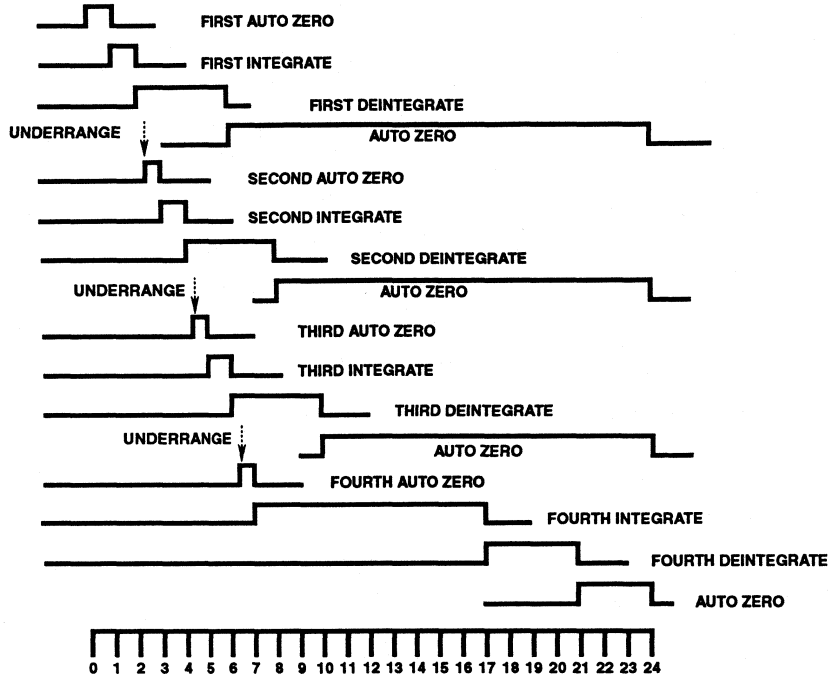 FIRST AUTO ZERO
FIRST INTEGRATE
FIRST DEINTEGRATE
UNDERRANGE
AUTO ZERO
SECOND AUTO ZERO
SECOND INTEGRATE
SECOND DEINTEGRATE
UNDERRANGE
AUTO ZERO
THIRD AUTO ZERO
THIRD INTEGRATE
THIRD DEINTEGRATE
UNDERRANGE
AUTO ZERO
FOURTH AUTO ZERO
FOURTH INTEGRATE
FOURTH DEINTEGRATE
AUTO ZERO
0 1 2 3 4 5 6 7 8 9 10 11 12 13 14 15 16 17 18 19 20 21 22 23 24